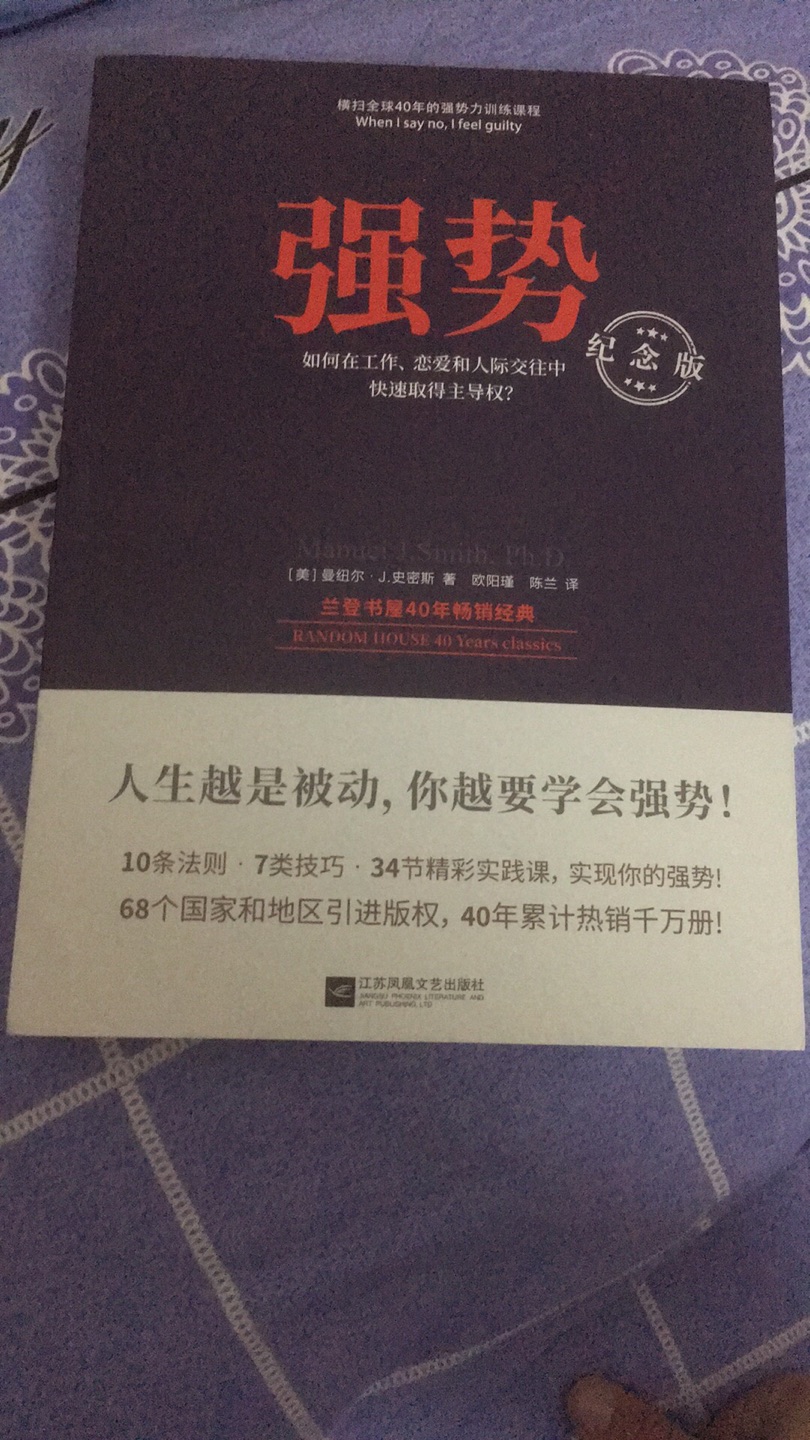 横扫全球40年的强势力训练课程
When I say no, I feel guilty
强势
纪念版
如何在工作、恋爱和人际交往中
快速取得主导权?
Manuel J.Smith, Ph.D
[美]曼纽尔·J.史密斯 著 欧阳瑾 陈兰 译
兰登书屋40年畅销经典
RANDOM HOUSE 40 Years classics
人生越是被动, 你越要学会强势!
10条法则·7类技巧·34节精彩实践课, 实现你的强势!
68个国家和地区引进版权, 40年累计热销千万册!
江苏凤凰文艺出版社
JIANGSU PHOENIX LITERATURE AND
ART PUBLISHING, LTD